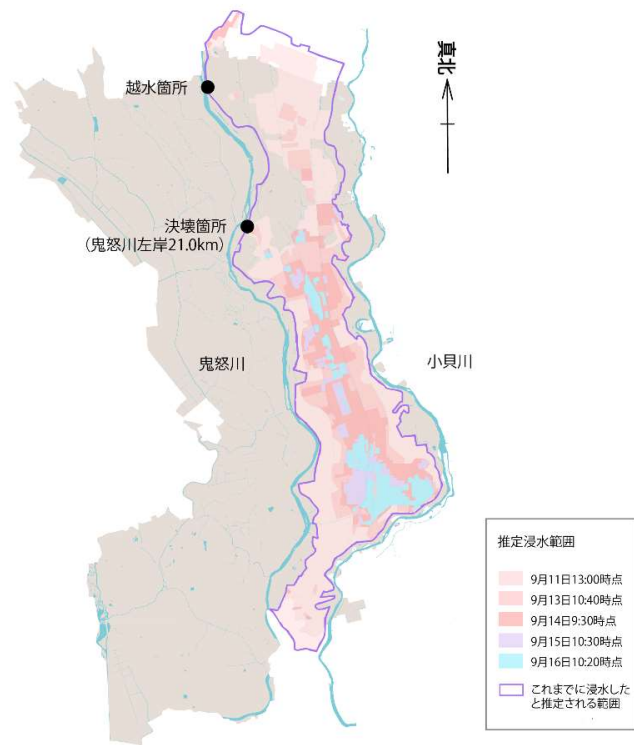 真北
越水箇所
決壊箇所
（鬼怒川左岸21.0km）
鬼怒川
小貝川
推定浸水範囲
9月11日13:00時点
9月13日10:40時点
9月14日9:30時点
9月15日10:30時点
9月16日10:20時点
これまでに浸水した
と推定される範囲